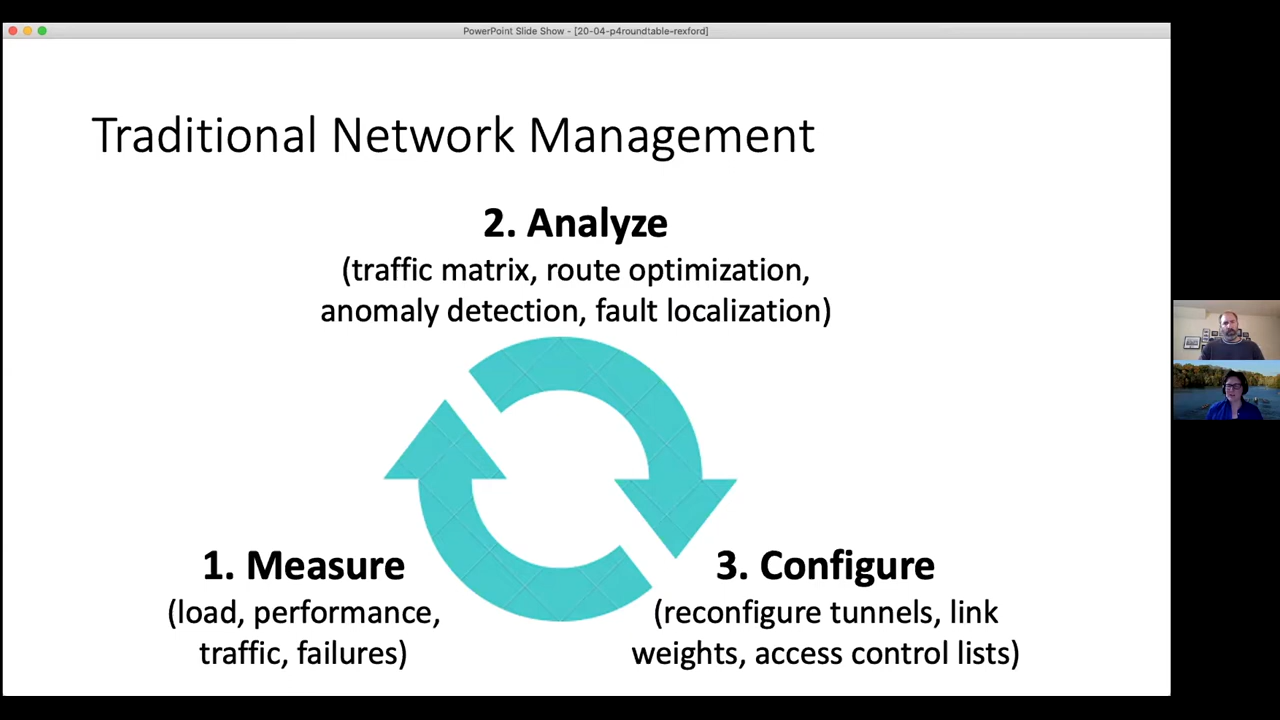 PowerPoint Slide Show - [20-04-p4roundtable-rexford]
Traditional Network Management
2. Analyze
(traffic matrix, route optimization,
anomaly detection, fault localization)
1. Measure
(load, performance,
traffic, failures)
3. Configure
(reconfigure tunnels, link
weights, access control lists)